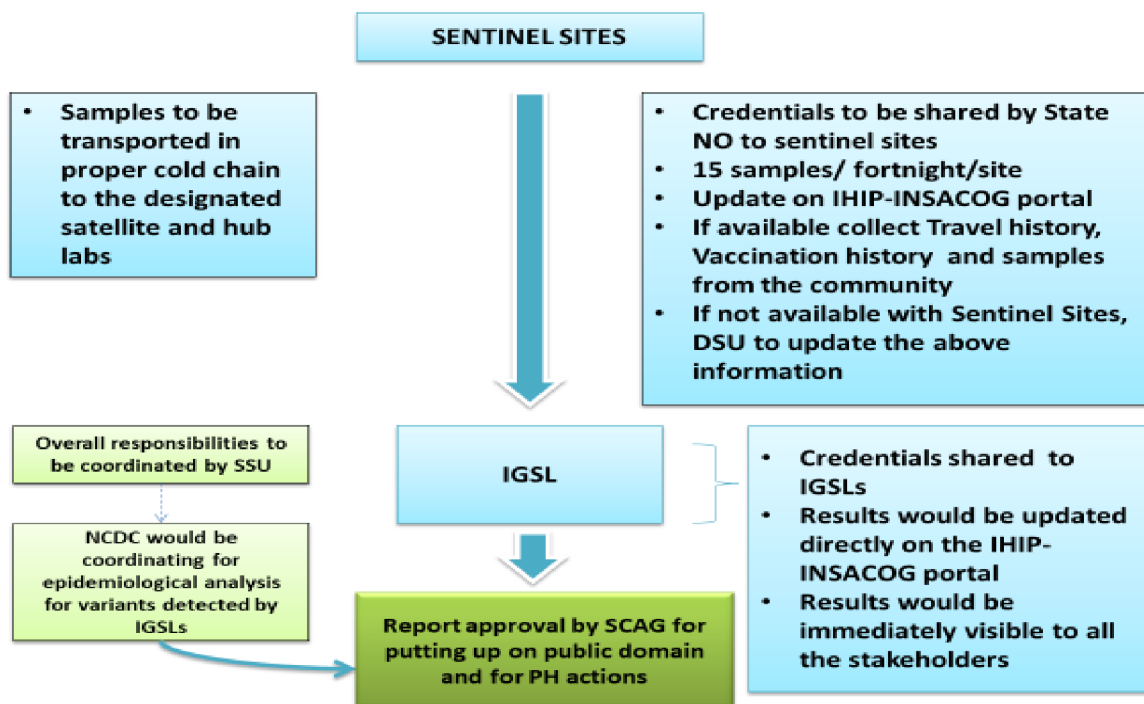 SENTINEL SITES
• Samples to be
transported in
proper cold chain
to the designated
satellite and hub
labs
• Credentials to be shared by State
NO to sentinel sites
• 15 samples/ fortnight/site
• Update on IHIP-INSACOG portal
• If available collect Travel history,
Vaccination history and samples
from the community
• If not available with Sentinel Sites,
DSU to update the above
information
Overall responsibilities to
be coordinated by SSU
NCDC would be
coordinating for
epidemiological analysis
for variants detected by
IGSLs
IGSL
• Credentials shared to
IGSLs
• Results would be updated
directly on the IHIP-
INSACOG portal
• Results would be
immediately visible to all
the stakeholders
Report approval by SCAG for
putting up on public domain
and for PH actions